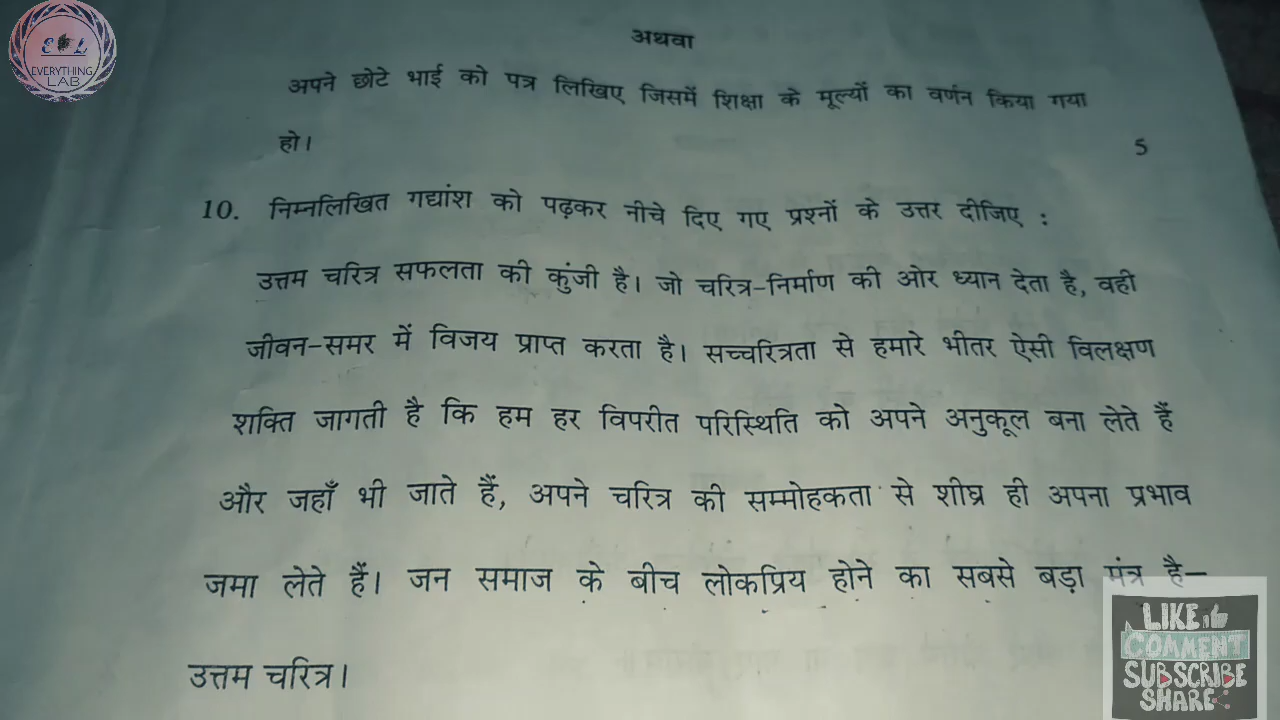 E L
EVERYTHING
LAB
अथवा
अपने छोटे भाई को पत्र लिखिए जिसमें शिक्षा के मूल्यों का वर्णन किया गया
हो। 5
10. निम्नलिखित गद्यांश को पढ़कर नीचे दिए गए प्रश्नों के उत्तर दीजिए :
उत्तम चरित्र सफलता की कुंजी है। जो चरित्र-निर्माण की ओर ध्यान देता है, वही
जीवन-समर में विजय प्राप्त करता है। सच्चरित्रता से हमारे भीतर ऐसी विलक्षण
शक्ति जागती है कि हम हर विपरीत परिस्थिति को अपने अनुकूल बना लेते हैं
और जहाँ भी जाते हैं, अपने चरित्र की सम्मोहकता से शीघ्र ही अपना प्रभाव
जमा लेते हैं। जन समाज के बीच लोकप्रिय होने का सबसे बड़ा मंत्र है—
उत्तम चरित्र।
LIKE
COMMENT
SUBSCRIBE
SHARE